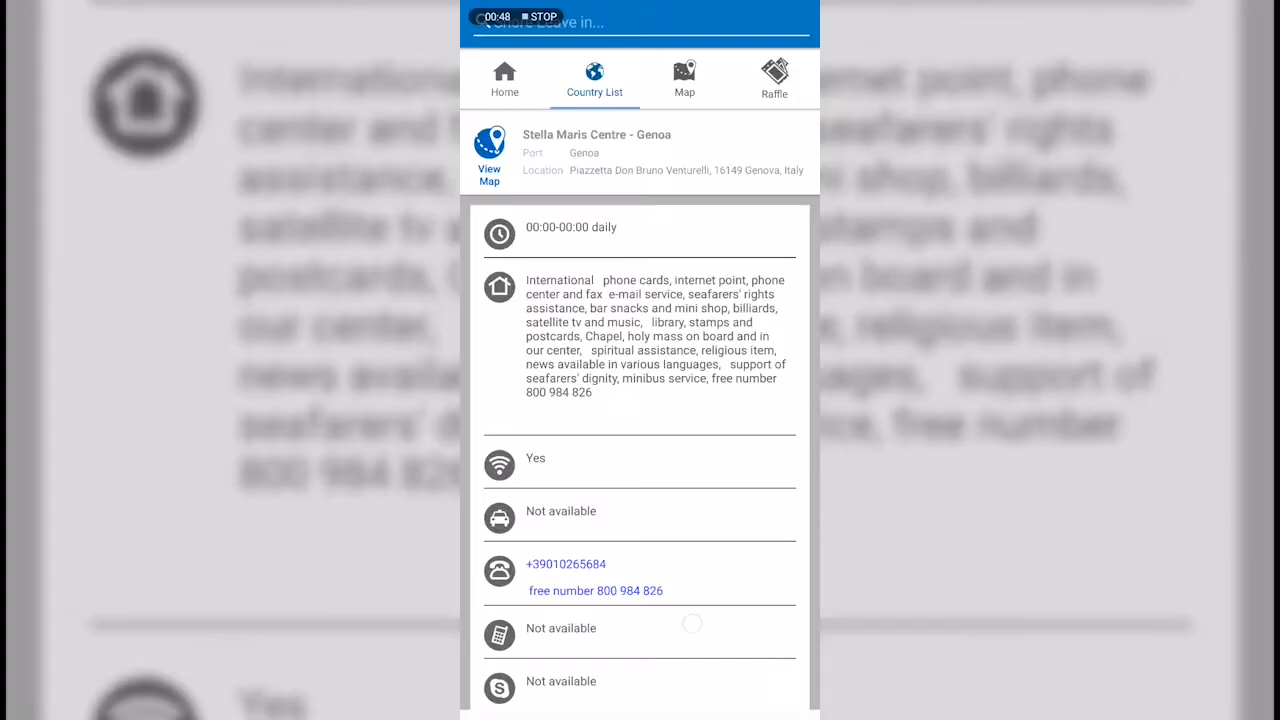 00:48 STOP
Shore Leave in...
Home
Country List
Map
Raffle
View
Map
Stella Maris Centre - Genoa
Port Genoa
Location Piazzetta Don Bruno Venturelli, 16149 Genova, Italy
00:00-00:00 daily
International phone cards, internet point, phone
center and fax e-mail service, seafarers' rights
assistance, bar snacks and mini shop, billiards,
satellite tv and music, library, stamps and
postcards, Chapel, holy mass on board and in
our center, spiritual assistance, religious item,
news available in various languages, support of
seafarers' dignity, minibus service, free number
800 984 826
Yes
Not available
+39010265684
free number 800 984 826
Not available
Not available